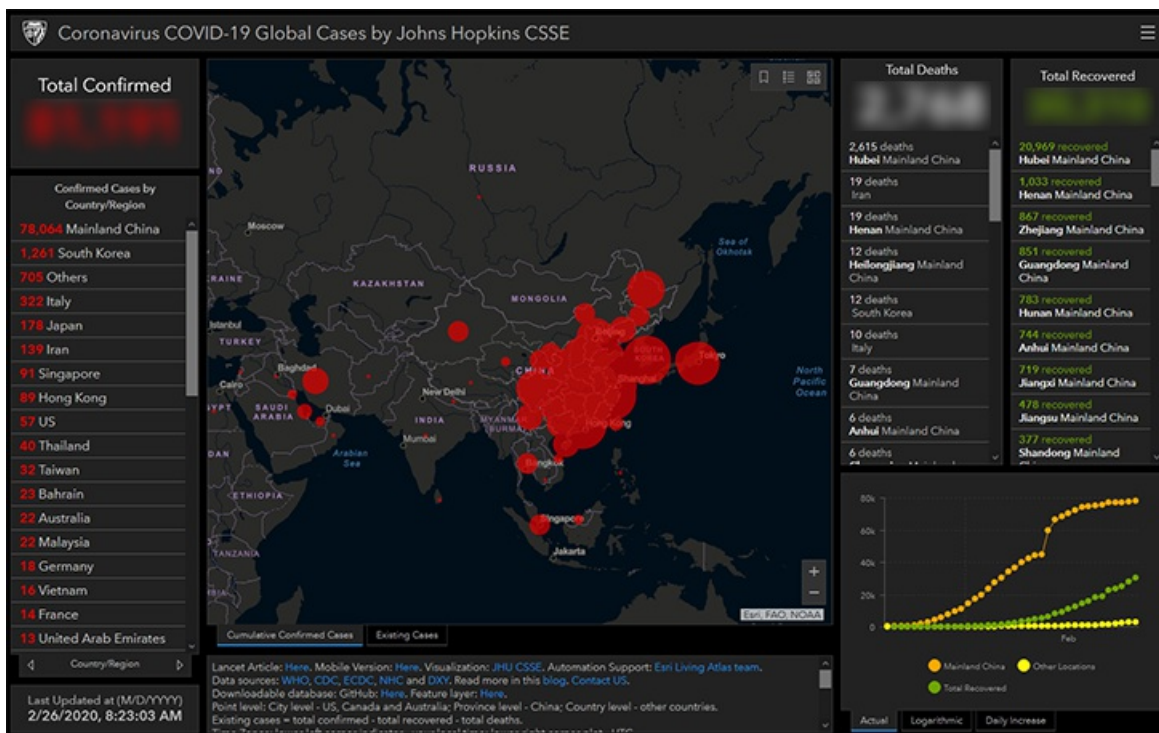 Coronavirus COVID-19 Global Cases by Johns Hopkins CSSE
Total Confirmed
Confirmed Cases by
Country/Region
78,064 Mainland China
1,261 South Korea
705 Others
322 Italy
178 Japan
139 Iran
91 Singapore
89 Hong Kong
57 US
40 Thailand
32 Taiwan
23 Bahrain
22 Australia
22 Malaysia
18 Germany
16 Vietnam
14 France
13 United Arab Emirates
Country/Region
Last Updated at (M/D/YYYY)
2/26/2020, 8:23:03 AM
RUSSIA
Moscow
Sea of
Okhotsk
RAINE
KAZAKHSTAN
MONGOLIA
Istanbul
TURKEY
Beijing
SOUTH
KOREA
Tokyo
Baghdad
CHINA
Shanghai
North
Pacific
Ocean
Cairo
New Delhi
YPT
SAUDI
ARABIA
Dubai
INDIA
MYANMAR
(BURMA)
Hong Kong
Mumbai
DAN
Arabian
Sea
Bangkok
ETHIOPIA
Singapore
TANZANIA
Jakarta
+
−
Esri, FAO, NOAA
Cumulative Confirmed Cases
Existing Cases
Lancet Article: Here. Mobile Version: Here. Visualization: JHU CSSE. Automation Support: Esri Living Atlas team.
Data sources: WHO, CDC, ECDC, NHC and DXY. Read more in this blog. Contact US.
Downloadable database: GitHub: Here. Feature layer: Here.
Point level: City level - US, Canada and Australia; Province level - China; Country level - other countries.
Existing cases = total confirmed - total recovered - total deaths.
Total Deaths
2,615 deaths
Hubei Mainland China
19 deaths
Iran
19 deaths
Henan Mainland China
12 deaths
Heilongjiang Mainland
China
12 deaths
South Korea
10 deaths
Italy
7 deaths
Guangdong Mainland
China
6 deaths
Anhui Mainland China
6 deaths
Total Recovered
20,969 recovered
Hubei Mainland China
1,033 recovered
Henan Mainland China
867 recovered
Zhejiang Mainland China
851 recovered
Guangdong Mainland
China
783 recovered
Hunan Mainland China
744 recovered
Anhui Mainland China
719 recovered
Jiangxi Mainland China
478 recovered
Jiangsu Mainland China
377 recovered
Shandong Mainland
80k
60k
40k
20k
0
Feb
Mainland China
Other Locations
Total Recovered
Actual
Logarithmic
Daily Increase